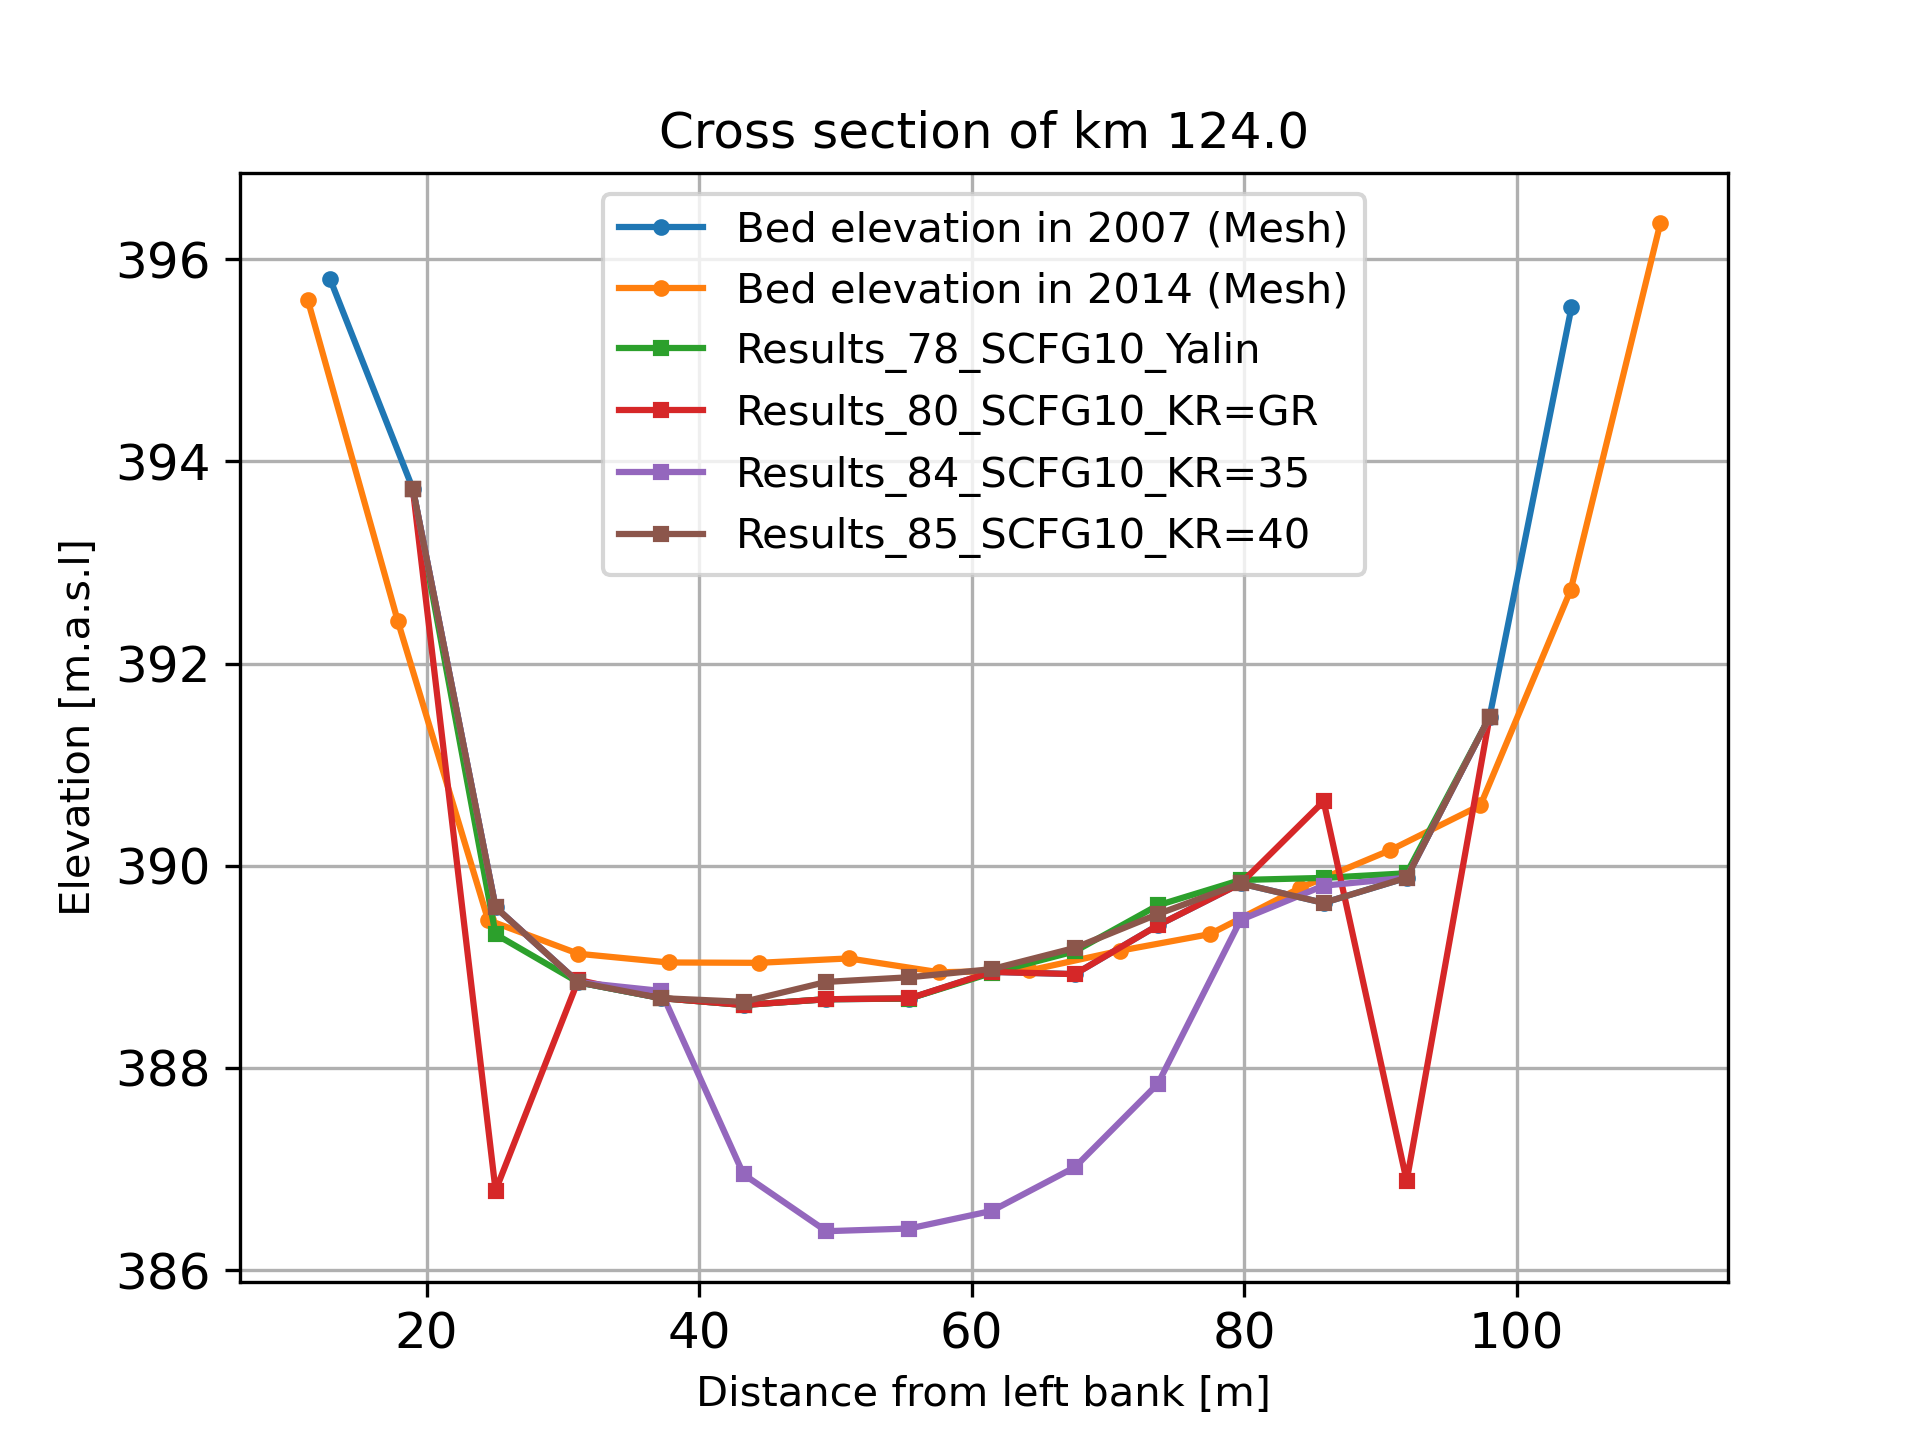 Cross section of km 124.0
Bed elevation in 2007 (Mesh)
Bed elevation in 2014 (Mesh)
Results_78_SCFG10_Yalin
Results_80_SCFG10_KR=GR
Results_84_SCFG10_KR=35
Results_85_SCFG10_KR=40
Elevation [m.a.s.l]
396
394
392
390
388
386
20 40 60 80 100
Distance from left bank [m]